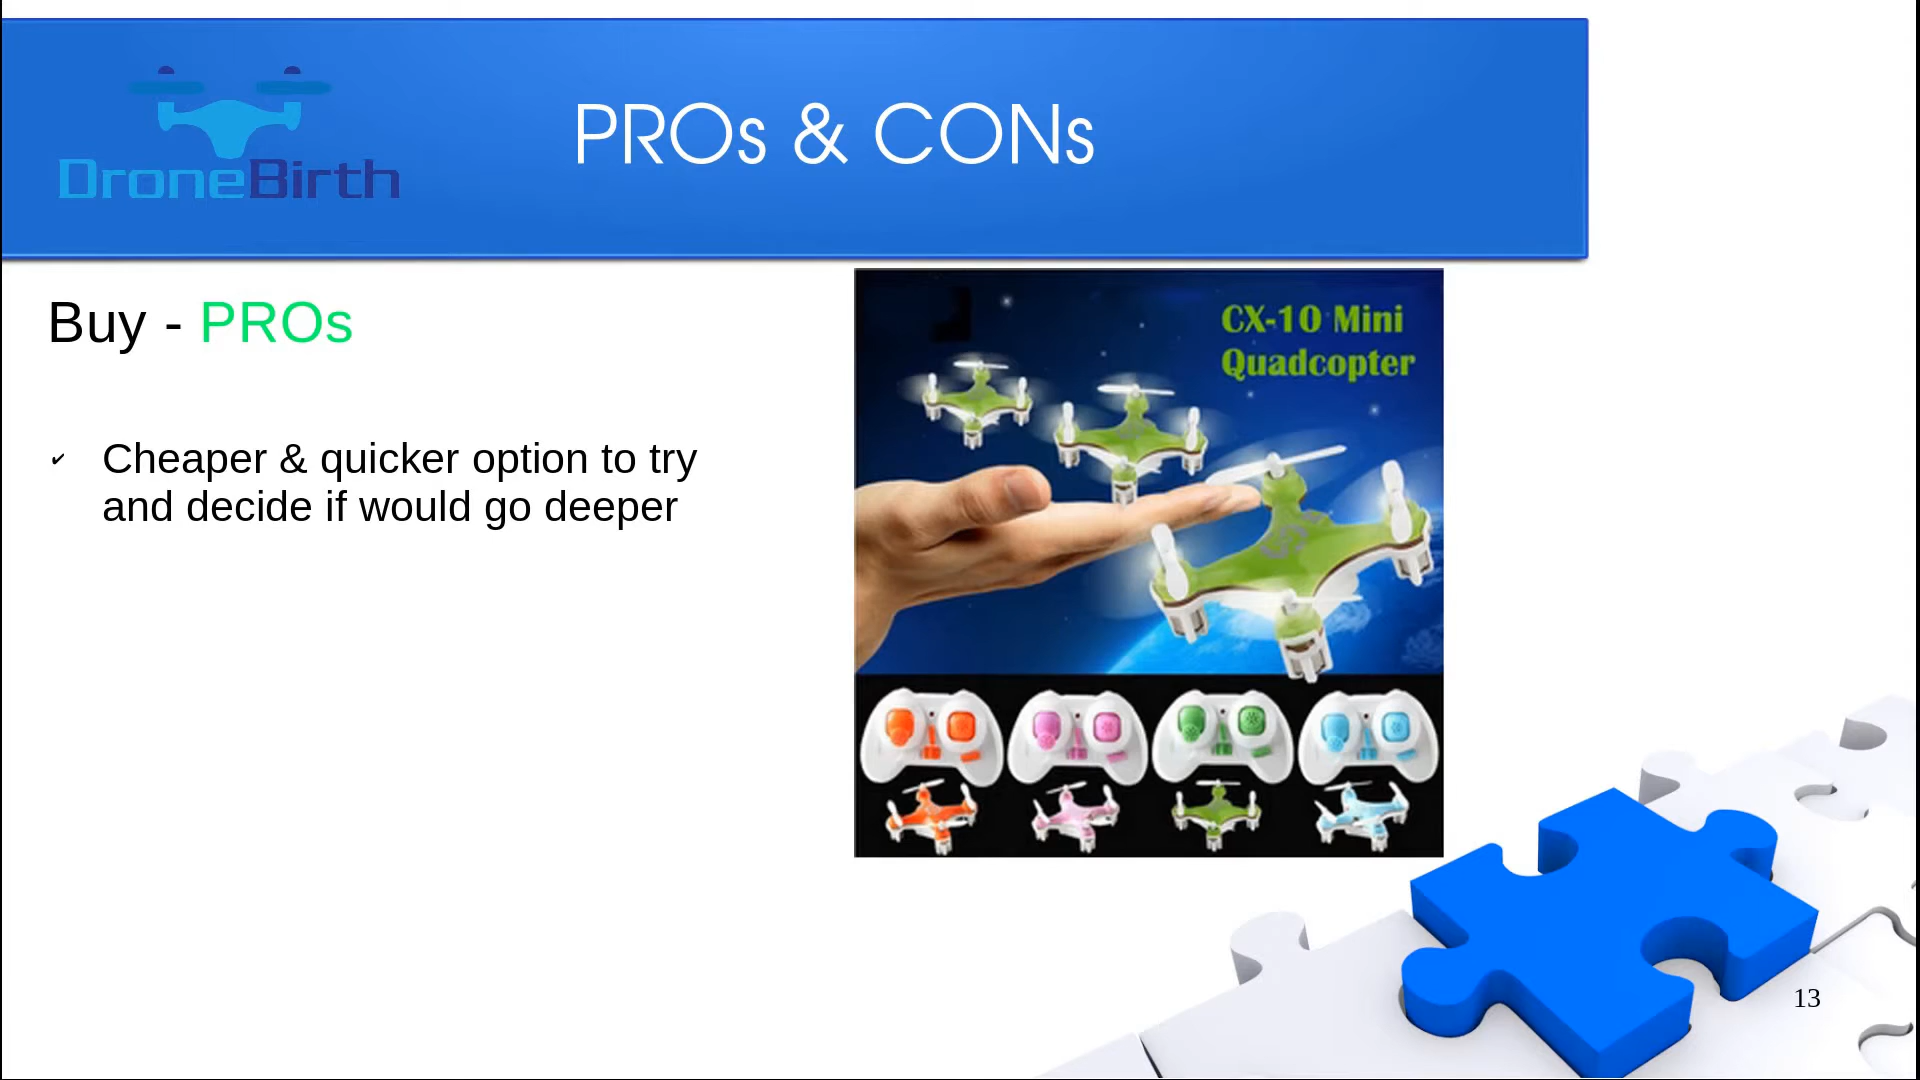 DroneBirth
PROs & CONs
Buy - PROs
✔ Cheaper & quicker option to try
and decide if would go deeper
CX-10 Mini
Quadcopter
13